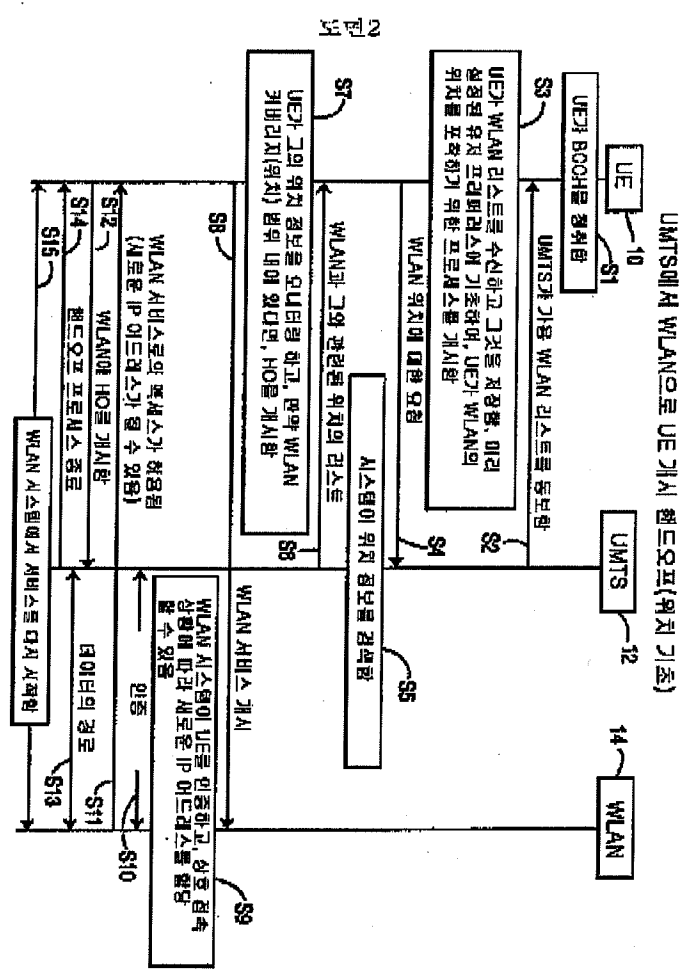 도면2
UMTS에서 WLAN으로 UE 개시 핸드오프(위치 기초)
UE
10
UMTS
12
WLAN
14
UE가 BCCH를 청취함
S1
UMTS가 가용 WLAN 리스트를 통보함
S2
S3
UE가 WLAN 리스트를 수신하고 그것을 저장함, 미리
설정된 유저 프리퍼런스에 기초하여, UE가 WLAN의
위치를 포착하기 위한 프로세스를 개시함
WLAN 위치에 대한 요청
S4
시스템이 위치 정보를 검색함
S5
WLAN과 그와 관련된 위치의 리스트
S6
S7
UE가 그의 위치 정보를 모니터링 하고, 만약 WLAN
커버리지(위치) 범위 내에 있다면, HO를 개시함
S8
WLAN 서비스 개시
WLAN 시스템이 UE를 인증하고, 상호 접속
상황에 따라 새로운 IP 어드레스를 할당
할 수 있음
S9
인증
S10
WLAN 서비스로의 액세스가 허용됨
(새로운 IP 어드레스가 될 수 있음)
S11
S12
WLAN에 HO를 개시함
데이터의 경로
S13
S14
핸드오프 프로세스 종료
S15
WLAN 시스템에서 서비스를 다시 시작함